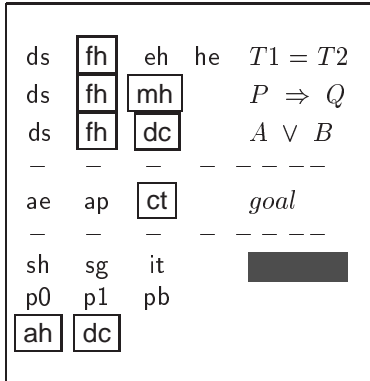 ds fh eh he T1 = T2
ds fh mh P ⇒ Q
ds fh dc A ∨ B
– – – – – – – –
ae ap ct goal
– – – – – – – –
sh sg it
p0 p1 pb
ah dc